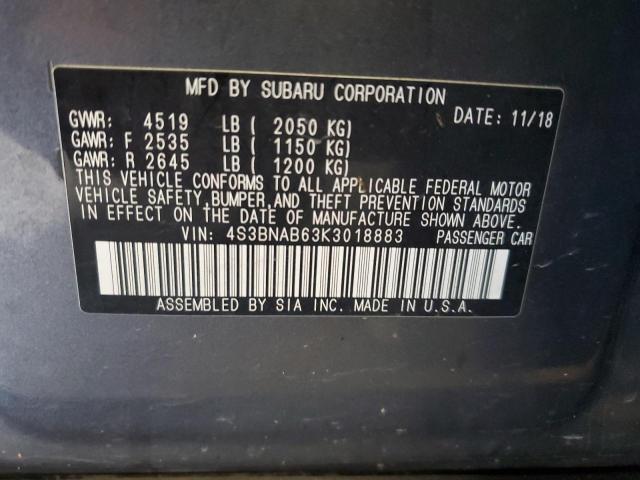 MFD BY SUBARU CORPORATION
DATE: 11/18
GVWR: 4519 LB ( 2050 KG)
GAWR: F 2535 LB ( 1150 KG)
GAWR: R 2645 LB ( 1200 KG)
THIS VEHICLE CONFORMS TO ALL APPLICABLE FEDERAL MOTOR
VEHICLE SAFETY, BUMPER, AND THEFT PREVENTION STANDARDS
IN EFFECT ON THE DATE OF MANUFACTURE SHOWN ABOVE.
VIN: 4S3BNAB63K3018883 PASSENGER CAR
ASSEMBLED BY SIA INC. MADE IN U.S.A.